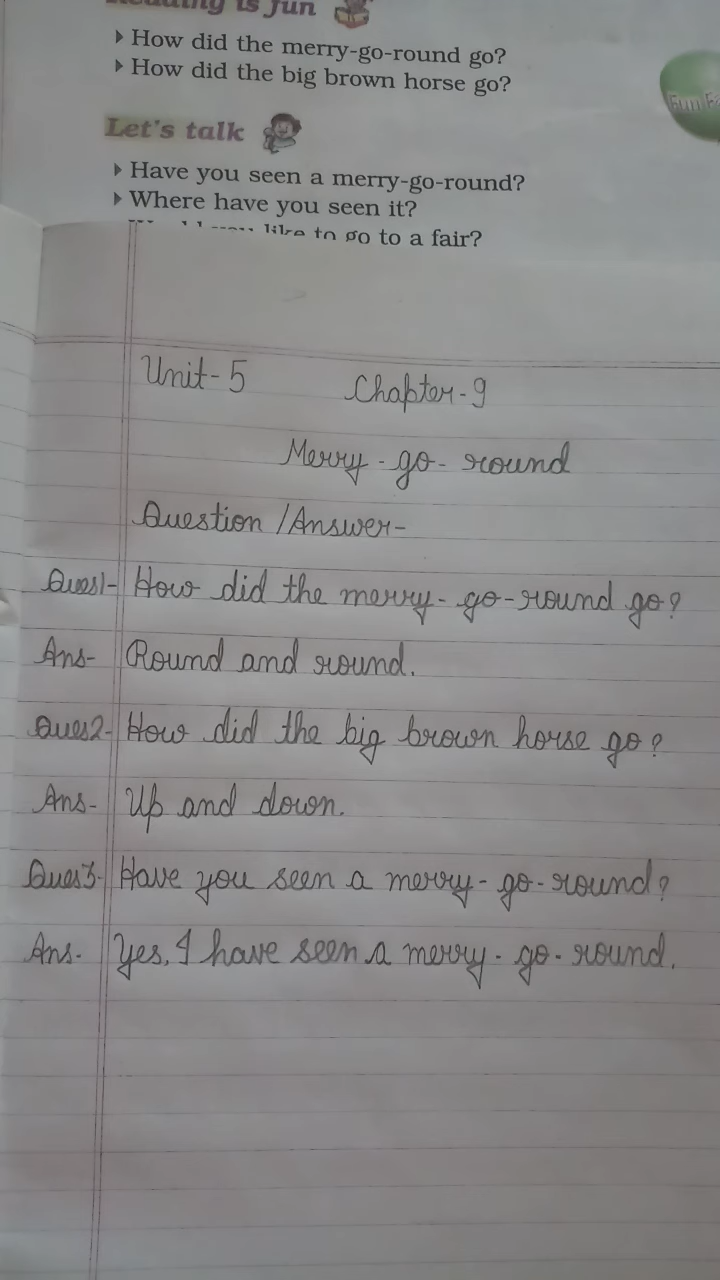 Reading is fun
How did the merry-go-round go?
How did the big brown horse go?
Fun F
Let's talk
Have you seen a merry-go-round?
Where have you seen it?
like to go to a fair?
Unit-5 Chapter-9
Merry-go-round
Question /Answer-
Ques1- How did the merry-go-round go?
Ans- Round and round.
Ques2- How did the big brown horse go?
Ans- Up and down.
Ques3- Have you seen a merry-go-round?
Ans. Yes, I have seen a merry-go-round.